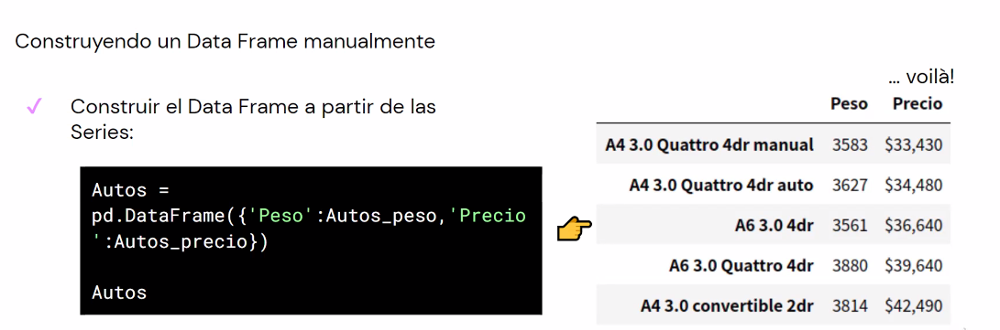 Construyendo un Data Frame manualmente
✓ Construir el Data Frame a partir de las
Series:
Autos =
pd.DataFrame({'Peso':Autos_peso,'Precio
':Autos_precio})
Autos
... voilà!
Peso Precio
A4 3.0 Quattro 4dr manual 3583 $33,430
A4 3.0 Quattro 4dr auto 3627 $34,480
A6 3.0 4dr 3561 $36,640
A6 3.0 Quattro 4dr 3880 $39,640
A4 3.0 convertible 2dr 3814 $42,490